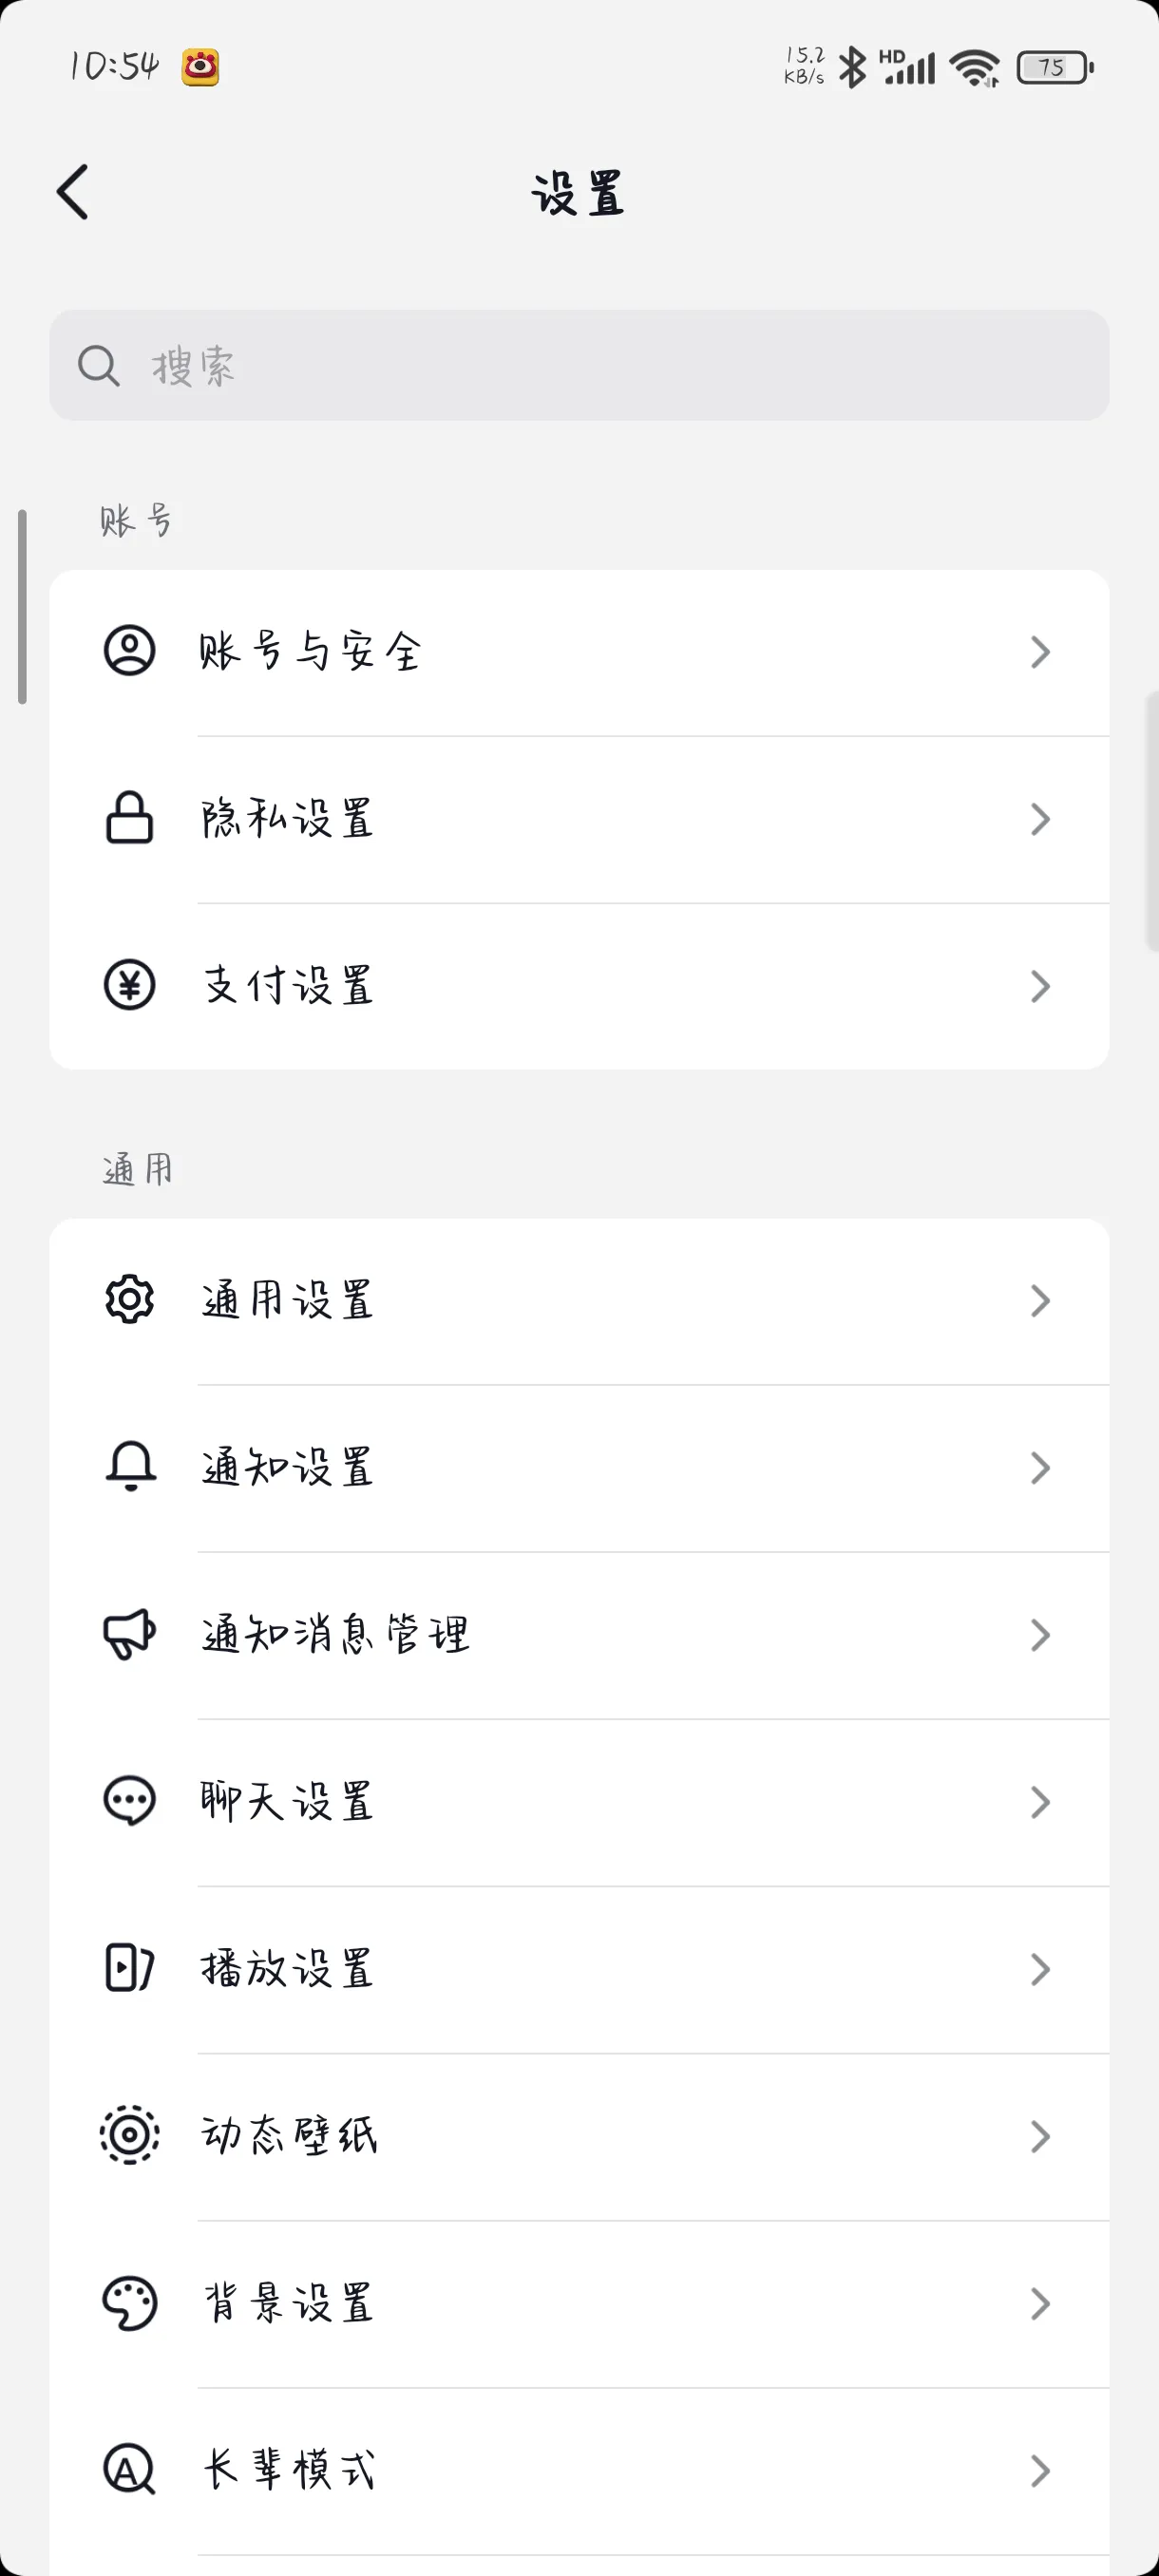 10:54
15.2
KB/s
HD
75
设置
搜索
账号
账号与安全
隐私设置
支付设置
通用
通用设置
通知设置
通知消息管理
聊天设置
播放设置
动态壁纸
背景设置
长辈模式